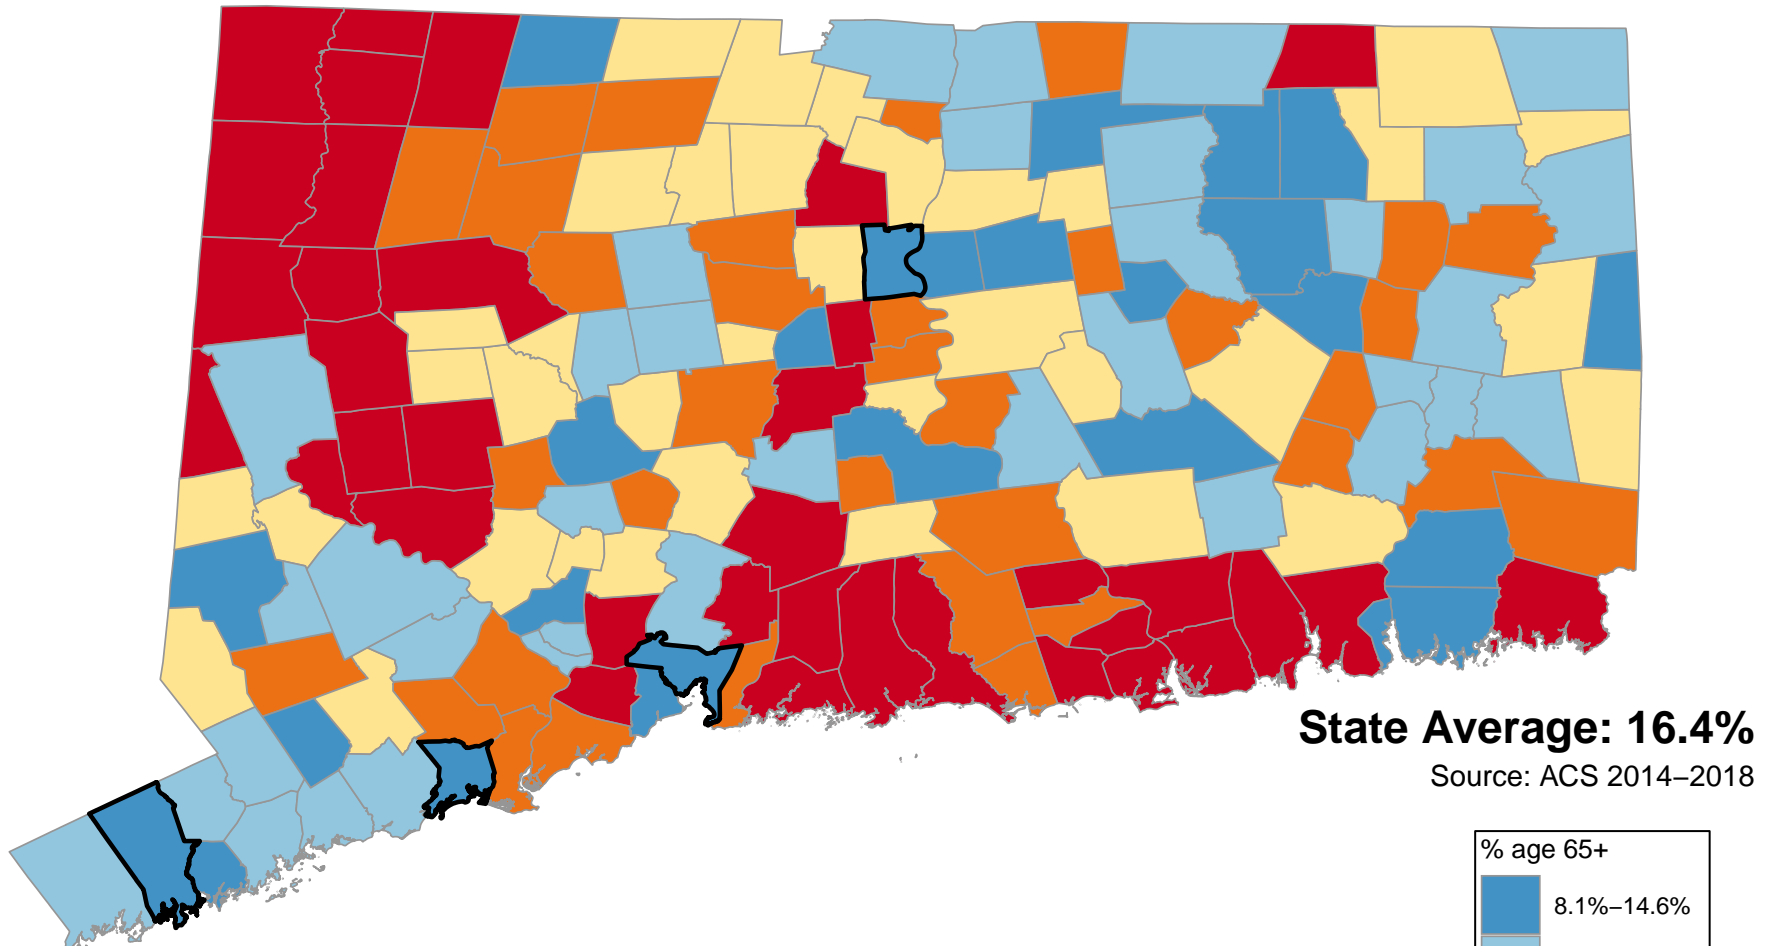 State Average: 16.4%
Source: ACS 2014–2018
% age 65+
8.1%–14.6%